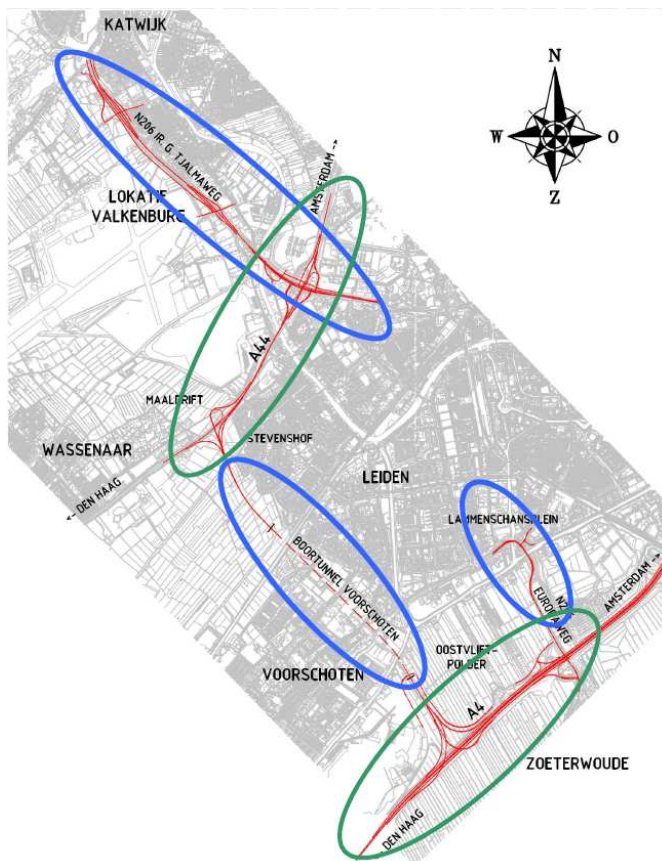 KATWIJK
N
W
O
Z
N206 IR. G. TJALMAWEG
AMSTERDAM →
LOKATIE
VALKENBURG
A44
MAALDRIFT
STEVENSHOF
WASSENAAR
← DEN HAAG
LEIDEN
LAMMENSCHANSPLEIN
BOORTUNNEL VOORSCHOTEN
EUROPAWEG
AMSTERDAM →
OOSTVLIET-
POLDER
VOORSCHOTEN
A4
ZOETERWOUDE
DEN HAAG